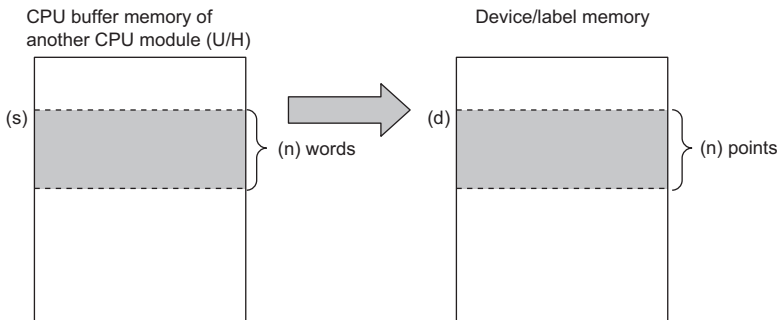 CPU buffer memory of
another CPU module (U/H)
Device/label memory
(s)
(n) words
(d)
(n) points